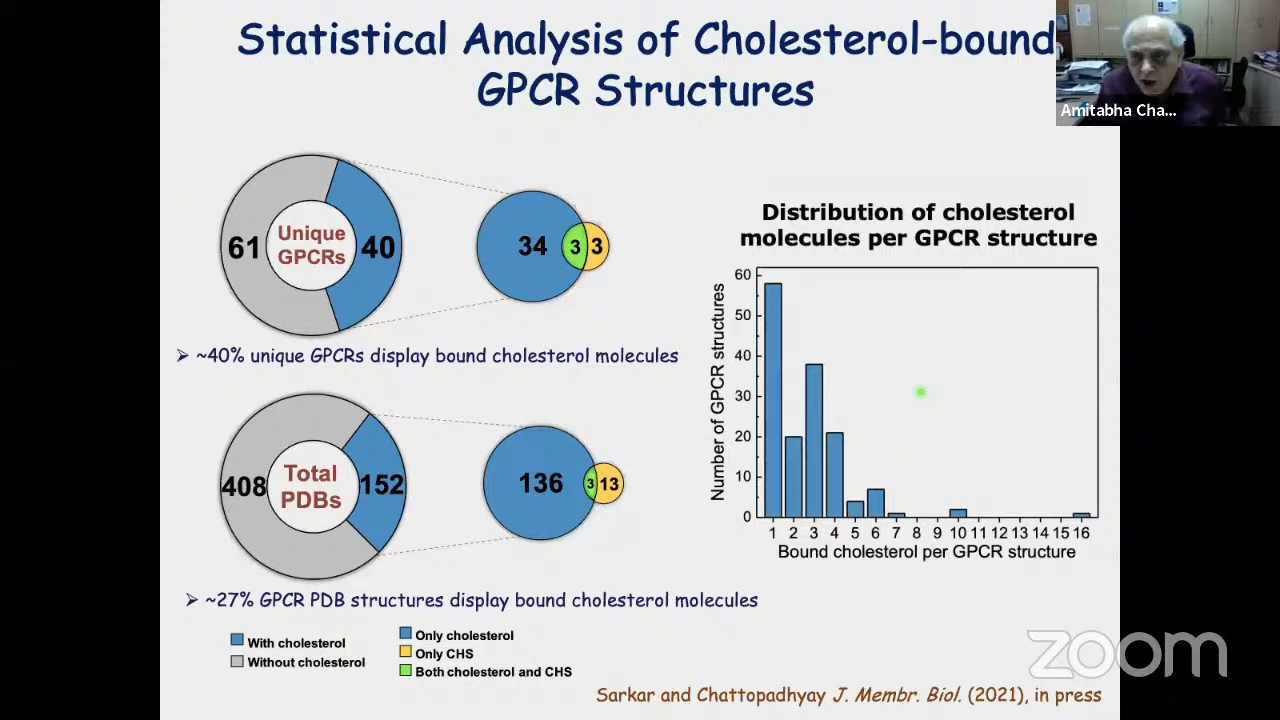 Statistical Analysis of Cholesterol-bound
GPCR Structures
Amitabha Cha...
61
Unique
GPCRs
40
34
3
3
➢ ~40% unique GPCRs display bound cholesterol molecules
408
Total
PDBs
152
136
3
13
➢ ~27% GPCR PDB structures display bound cholesterol molecules
With cholesterol
Without cholesterol
Only cholesterol
Only CHS
Both cholesterol and CHS
Distribution of cholesterol
molecules per GPCR structure
Number of GPCR structures
60
50
40
30
20
10
0
1 2 3 4 5 6 7 8 9 10 11 12 13 14 15 16
Bound cholesterol per GPCR structure
zoom
Sarkar and Chattopadhyay J. Membr. Biol. (2021), in press